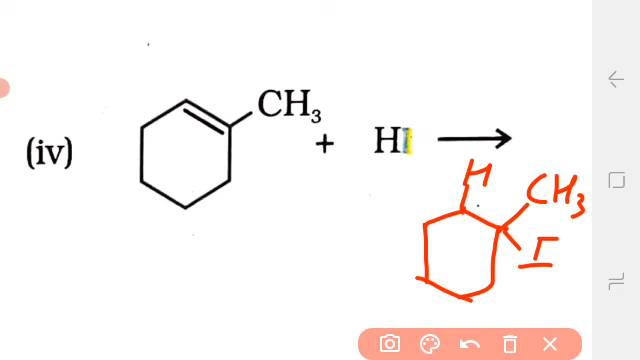 CH₃
(iv) + HI
H CH₃
I